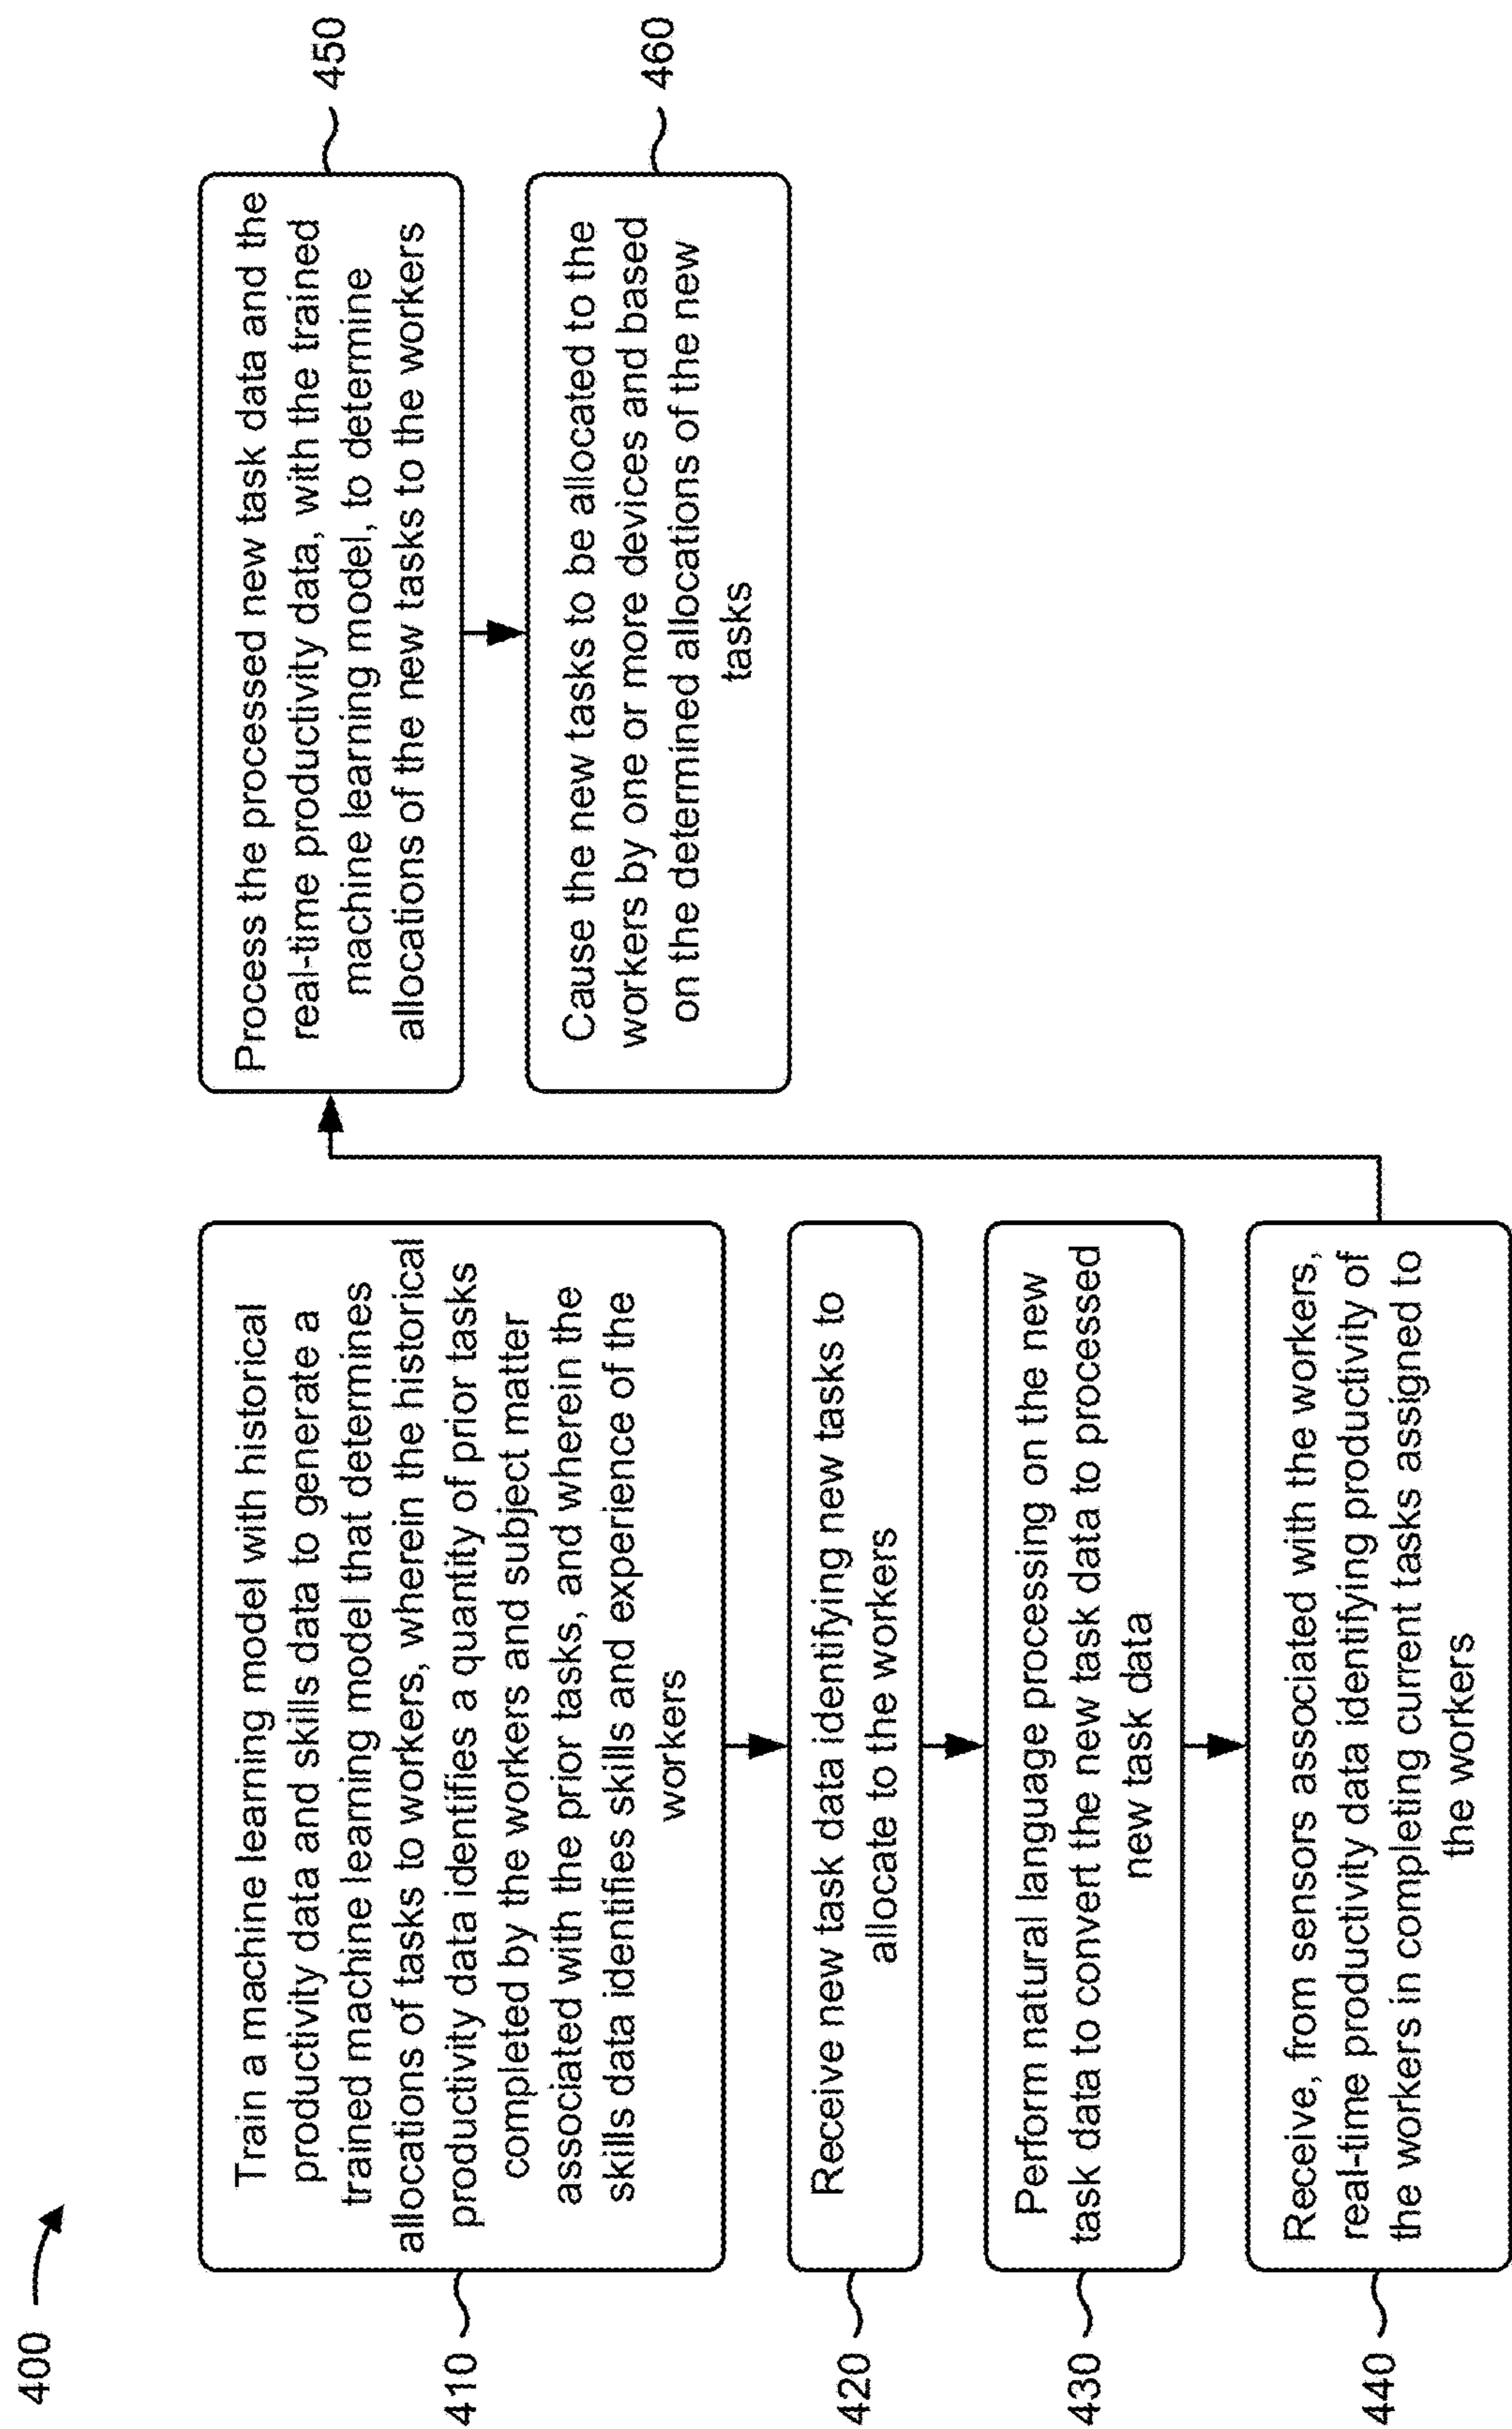 400
410
Train a machine learning model with historical
productivity data and skills data to generate a
trained machine learning model that determines
allocations of tasks to workers, wherein the historical
productivity data identifies a quantity of prior tasks
completed by the workers and subject matter
associated with the prior tasks, and wherein the
skills data identifies skills and experience of the
workers
420
Receive new task data identifying new tasks to
allocate to the workers
430
Perform natural language processing on the new
task data to convert the new task data to processed
new task data
440
Receive, from sensors associated with the workers,
real-time productivity data identifying productivity of
the workers in completing current tasks assigned to
the workers
450
Process the processed new task data and the
real-time productivity data, with the trained
machine learning model, to determine
allocations of the new tasks to the workers
460
Cause the new tasks to be allocated to the
workers by one or more devices and based
on the determined allocations of the new
tasks